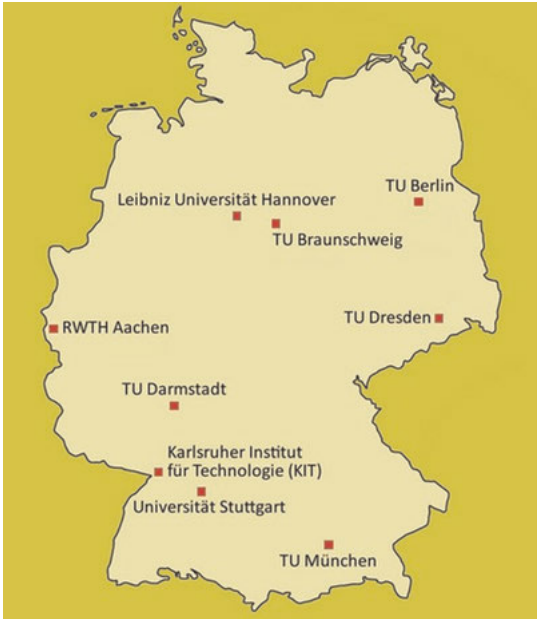 TU Berlin
Leibniz Universität Hannover
TU Braunschweig
TU Dresden
RWTH Aachen
TU Darmstadt
Karlsruher Institut
für Technologie (KIT)
Universität Stuttgart
TU München